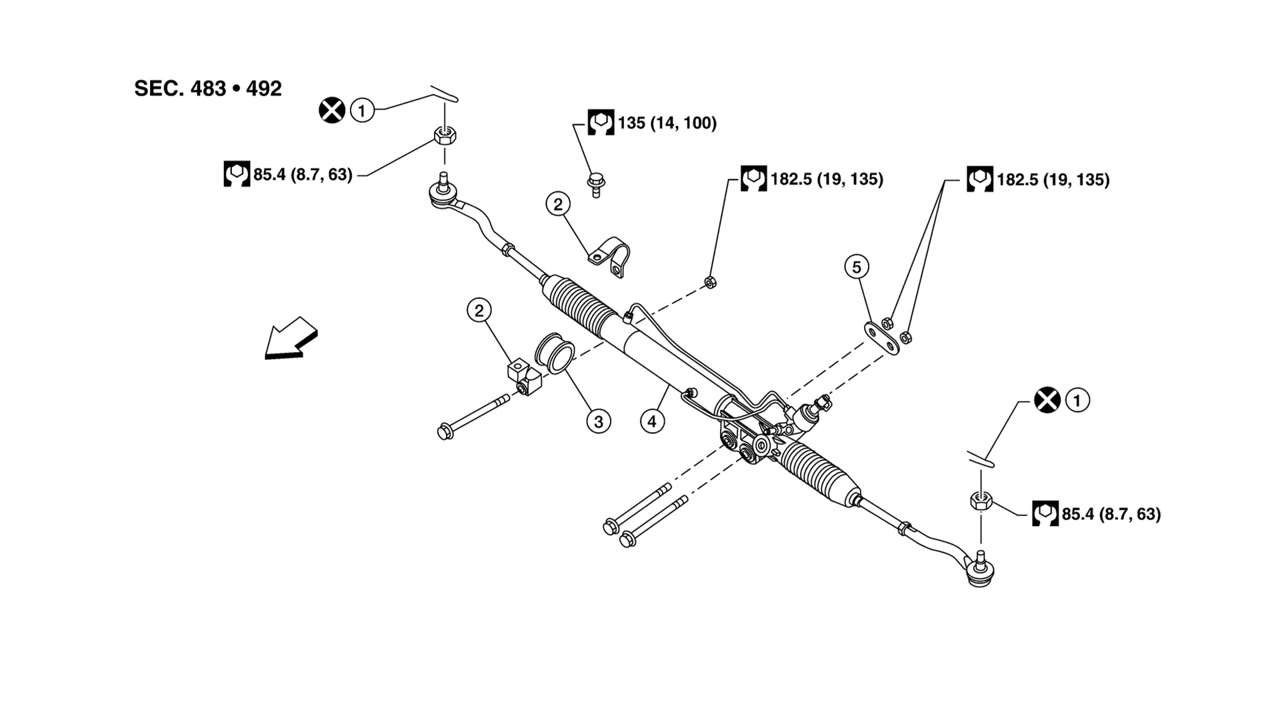 SEC. 483 • 492
1
135 (14, 100)
85.4 (8.7, 63)
182.5 (19, 135)
182.5 (19, 135)
2
5
2
3
4
1
85.4 (8.7, 63)